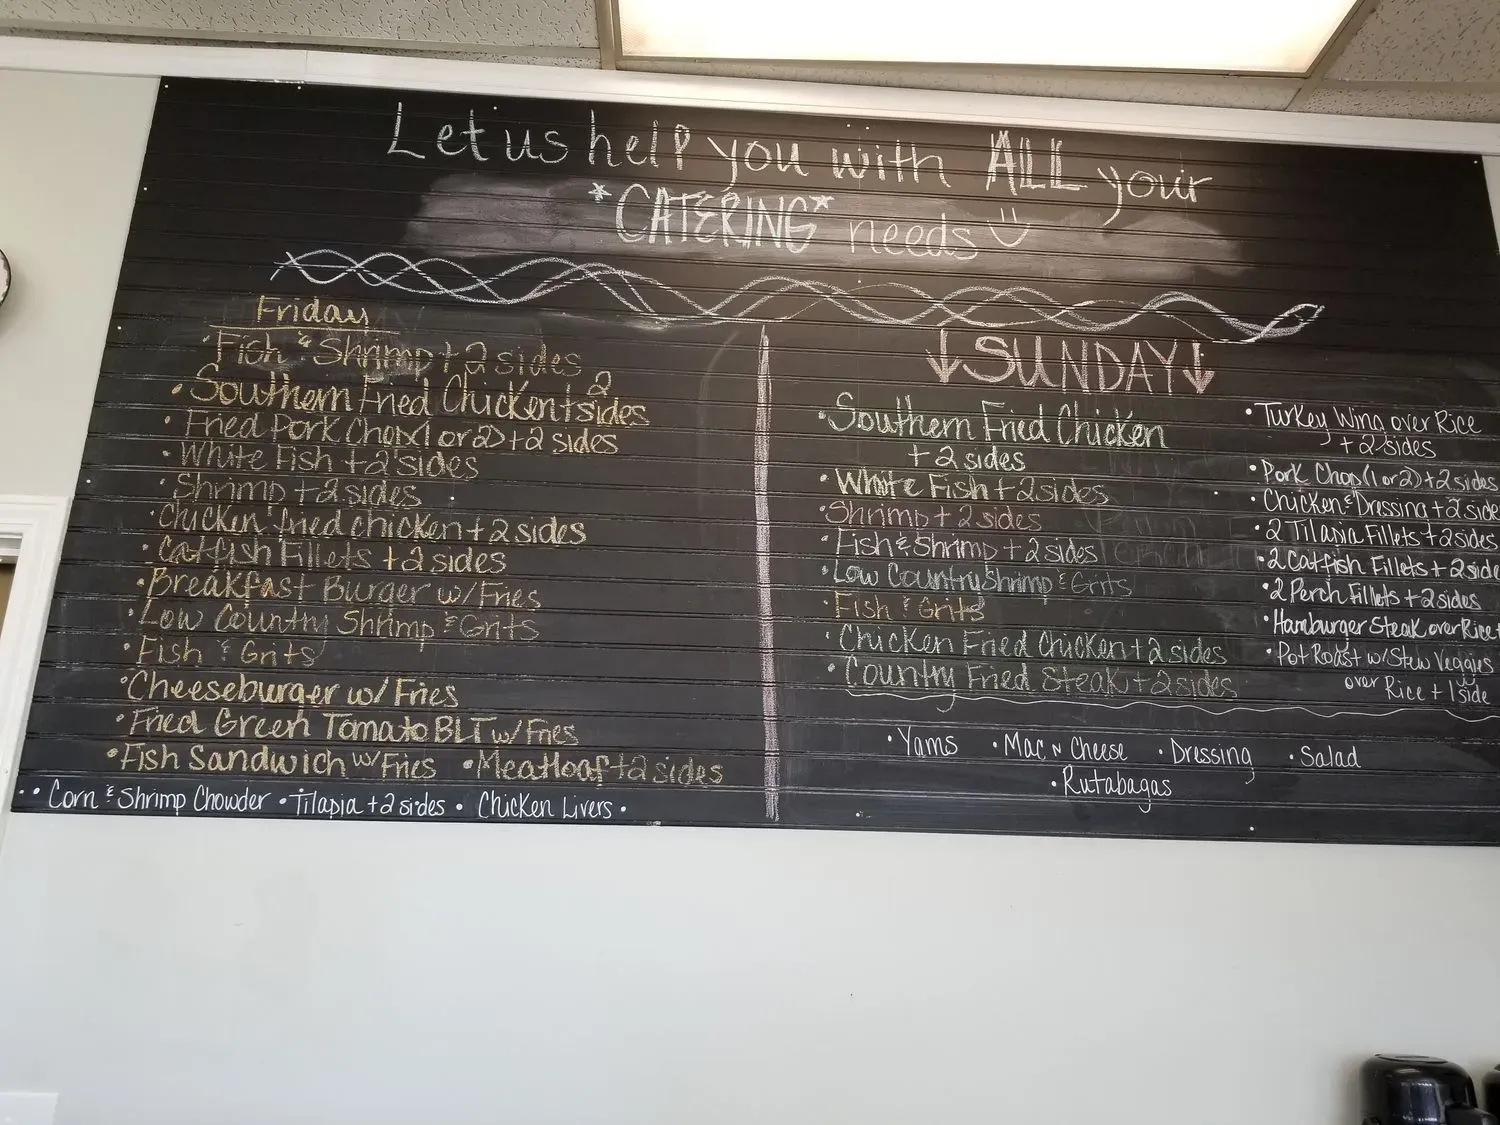 Let us help you with ALL your
*CATERING* needs
Friday
• Fish & Shrimp + 2 sides
• Southern Fried Chicken + 2 sides
• Fried Pork Chop (1 or 2) + 2 sides
• White Fish + 2 sides
• Shrimp + 2 sides
• Chicken fried chicken + 2 sides
• Catfish Fillets + 2 sides
• Breakfast Burger w/ Fries
• Low Country Shrimp & Grits
• Fish & Grits
• Cheeseburger w/ Fries
• Fried Green Tomato BLT w/ Fries
• Fish Sandwich w/ Fries • Meatloaf + 2 sides
• • Corn & Shrimp Chowder • Tilapia + 2 sides • Chicken Livers •
↓ SUNDAY ↓
• Southern Fried Chicken
+ 2 sides
• White Fish + 2 sides
• Shrimp + 2 sides
• Fish & Shrimp + 2 sides
• Low Country Shrimp & Grits
• Fish & Grits
• Chicken Fried Chicken + 2 sides
• Country Fried Steak + 2 sides
• Turkey Wing over Rice
+ 2 sides
• Pork Chop (1 or 2) + 2 sides
• Chicken & Dressing + 2 side
• 2 Tilapia Fillets + 2 sides
• 2 Catfish Fillets + 2 side
• 2 Perch Fillets + 2 sides
• Hamburger Steak over Rice +
• Pot Roast w/ Stew Veggies
over Rice + 1 side
• Yams • Mac n Cheese • Dressing • Salad
• Rutabagas